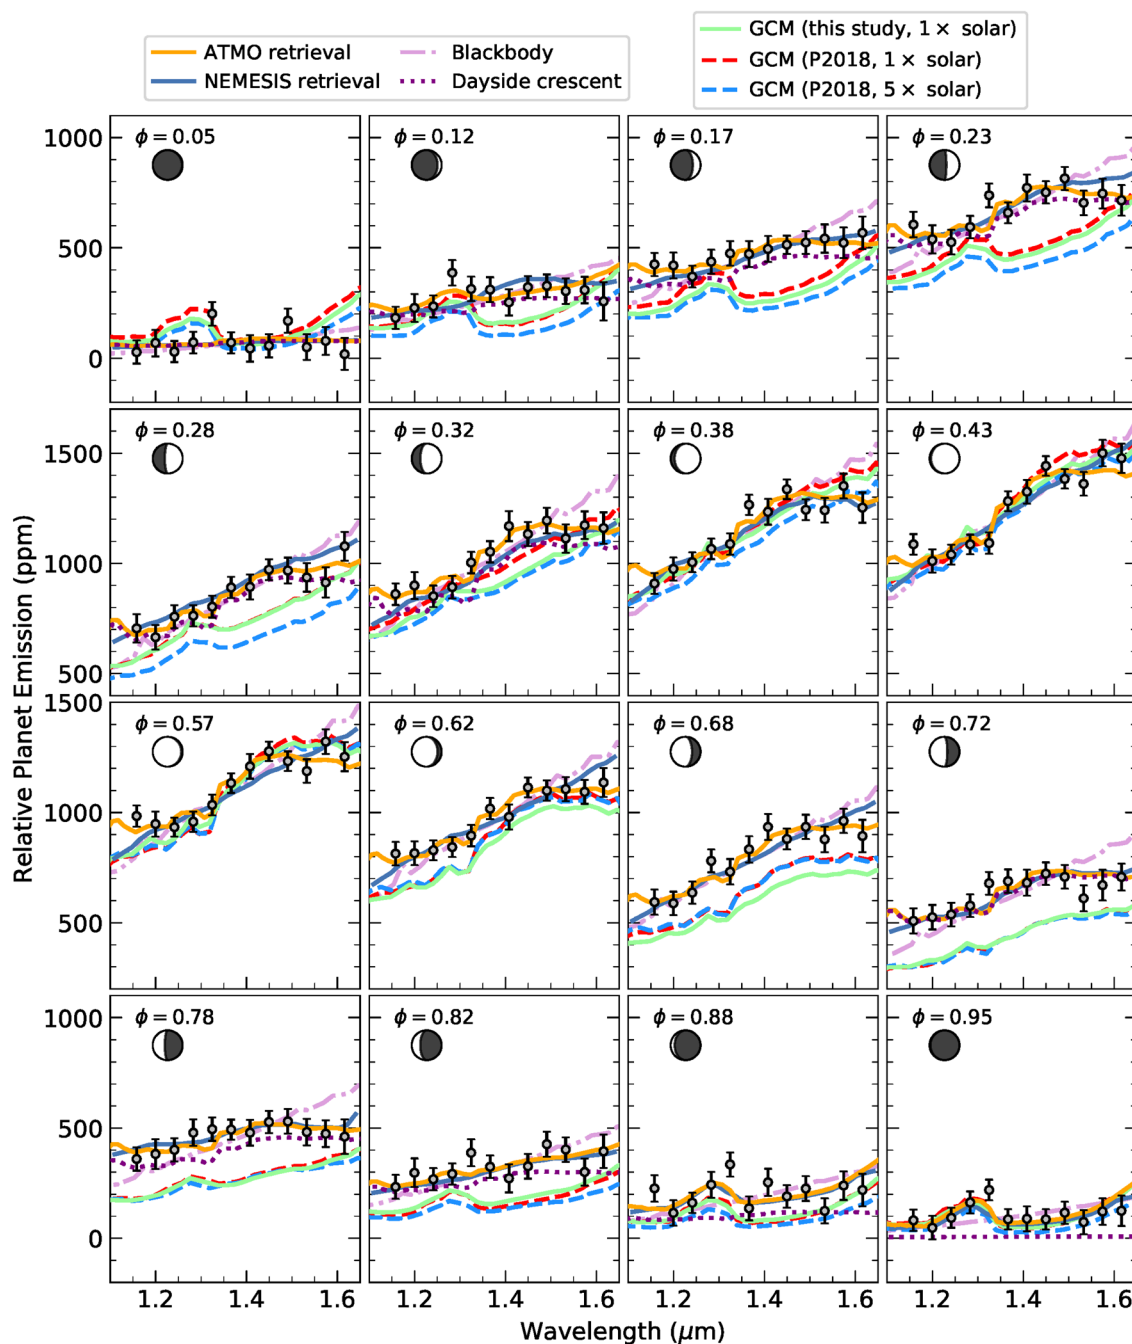 ATMO retrieval
NEMESIS retrieval
Blackbody
Dayside crescent
GCM (this study, 1× solar)
GCM (P2018, 1× solar)
GCM (P2018, 5× solar)
1000
500
0
ϕ = 0.05
ϕ = 0.12
ϕ = 0.17
ϕ = 0.23
1500
1000
500
ϕ = 0.28
ϕ = 0.32
ϕ = 0.38
ϕ = 0.43
1500
1000
500
ϕ = 0.57
ϕ = 0.62
ϕ = 0.68
ϕ = 0.72
1000
500
0
ϕ = 0.78
ϕ = 0.82
ϕ = 0.88
ϕ = 0.95
1.2 1.4 1.6 1.2 1.4 1.6 1.2 1.4 1.6 1.2 1.4 1.6
Relative Planet Emission (ppm)
Wavelength (μm)